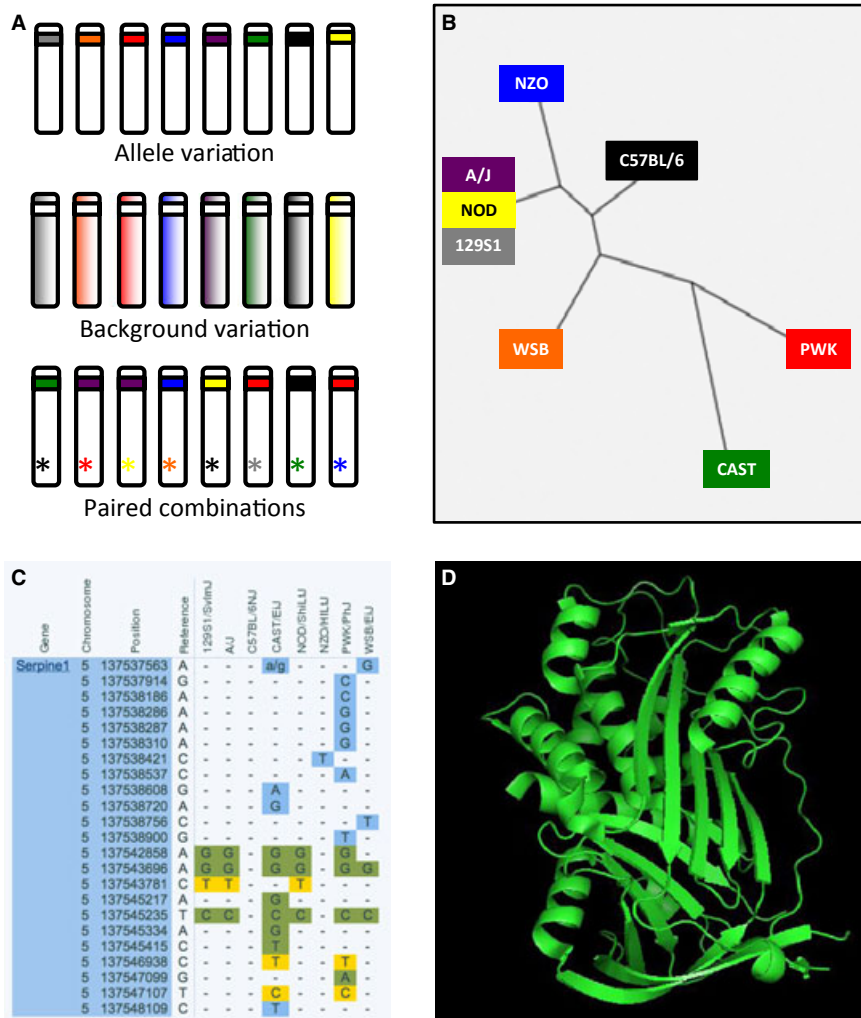 A
Allele variation
Background variation
* * * * * * * *
Paired combinations
B
NZO
C57BL/6
A/J
NOD
129S1
WSB
PWK
CAST
C
Gene Chromosome Position Reference 129S1/SvImJ A/J C57BL/6NJ CAST/EiJ NOD/ShiLtJ NZO/HlLtJ PWK/PhJ WSB/EiJ
Serpine1 5 137537563 A - - - a/g - - - G
5 137537914 G - - - - - - C -
5 137538186 A - - - - - - C -
5 137538286 A - - - - - - G -
5 137538287 A - - - - - - G -
5 137538310 A - - - - - - G -
5 137538421 C - - - - - T - -
5 137538537 C - - - - - - A -
5 137538608 G - - - A - - - -
5 137538720 A - - - G - - - -
5 137538756 C - - - - - - - T
5 137538900 G - - - - - - T -
5 137542858 A G G - G G - G -
5 137543696 A G G - G G - G G
5 137543781 C T T - - T - - -
5 137545217 A - - - G - - - -
5 137545235 T C C - C C - C C
5 137545334 A - - - G - - - -
5 137545415 C - - - T - - - -
5 137546938 C - - - T - - T -
5 137547099 G - - - - - - A -
5 137547107 T - - - C - - C -
5 137548109 C - - - T - - - -
D